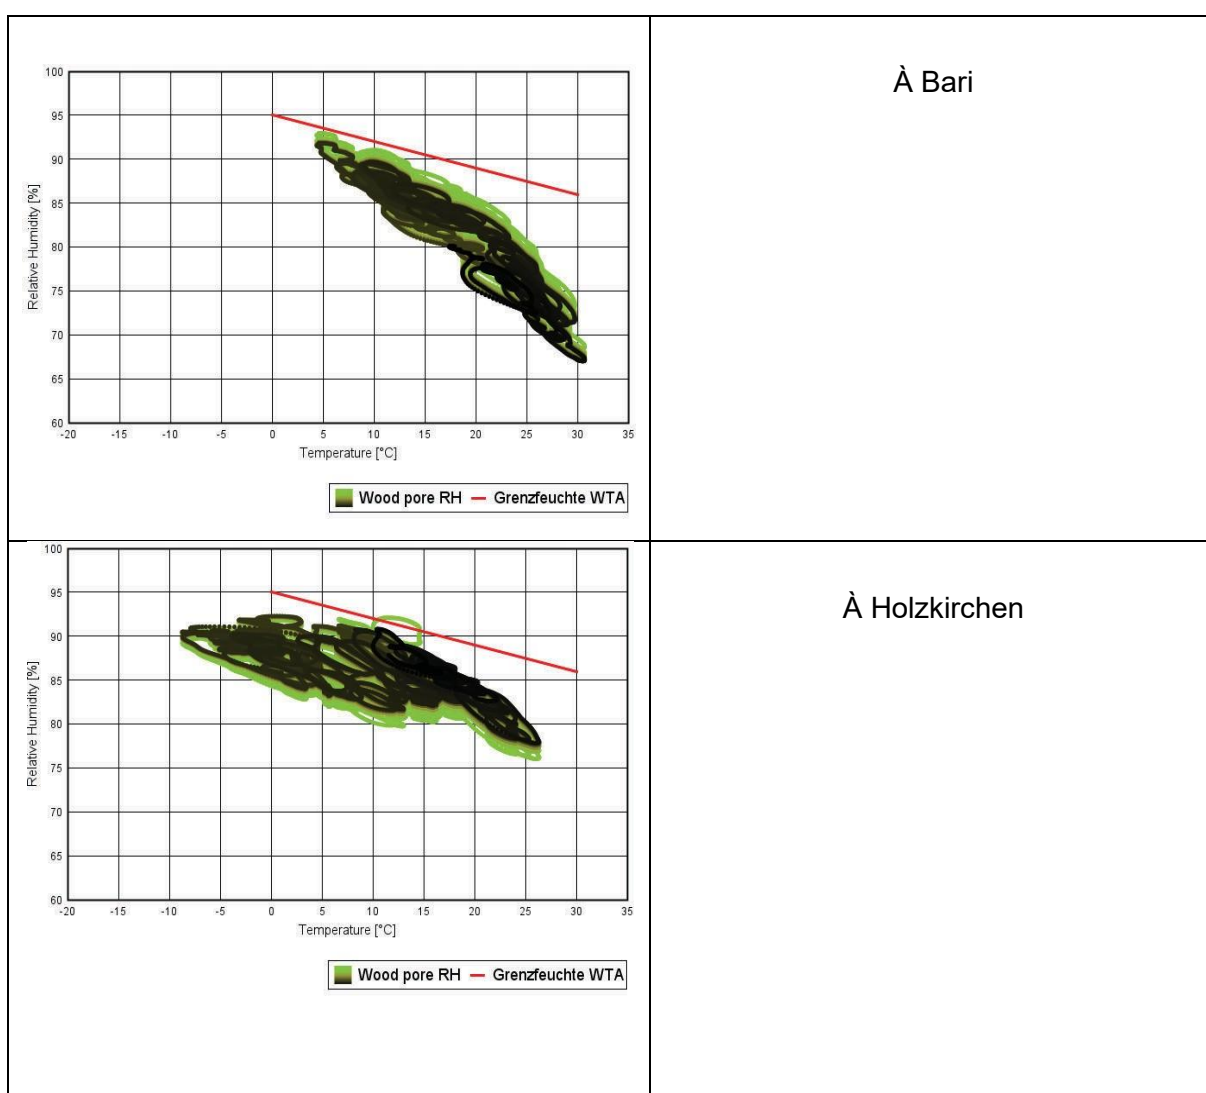 À Bari
100
95
90
85
80
75
70
65
60
Relative Humidity [%]
-20 -15 -10 -5 0 5 10 15 20 25 30 35
Temperature [°C]
Wood pore RH Grenzfeuchte WTA
À Holzkirchen
100
95
90
85
80
75
70
65
60
Relative Humidity [%]
-20 -15 -10 -5 0 5 10 15 20 25 30 35
Temperature [°C]
Wood pore RH Grenzfeuchte WTA